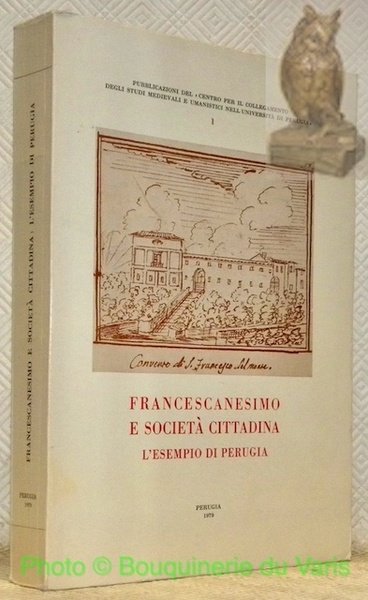 PUBBLICAZIONI DEL «CENTRO PER IL COLLEGAMENTO
DEGLI STUDI MEDIEVALI E UMANISTICI NELL'UNIVERSITÀ DI PERUGIA»
1
Convento di S. Francesco del monte.
FRANCESCANESIMO
E SOCIETÀ CITTADINA
L'ESEMPIO DI PERUGIA
PERUGIA
1979
FRANCESCANESIMO E SOCIETÀ CITTADINA: L'ESEMPIO DI PERUGIA
PERUGIA
1979
Photo © Bouquinerie du Varis